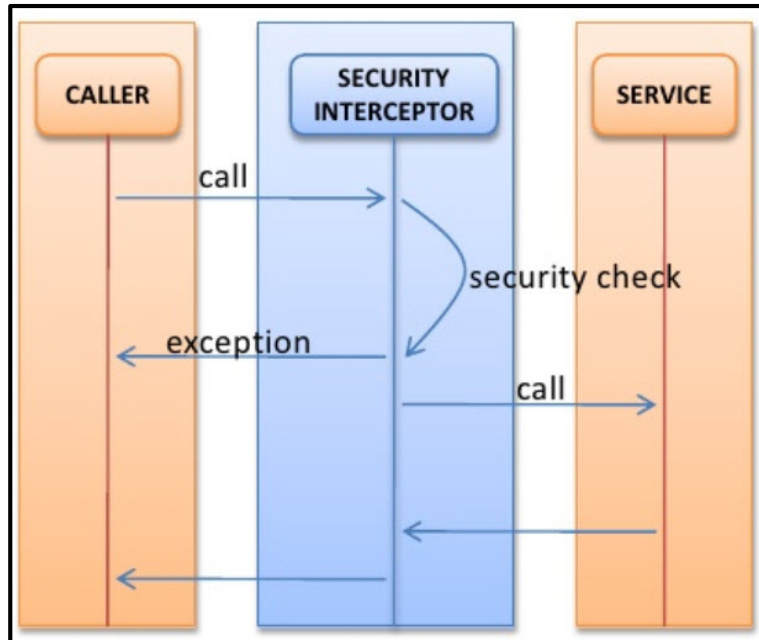 CALLER
SECURITY
INTERCEPTOR
SERVICE
call
security check
exception
call